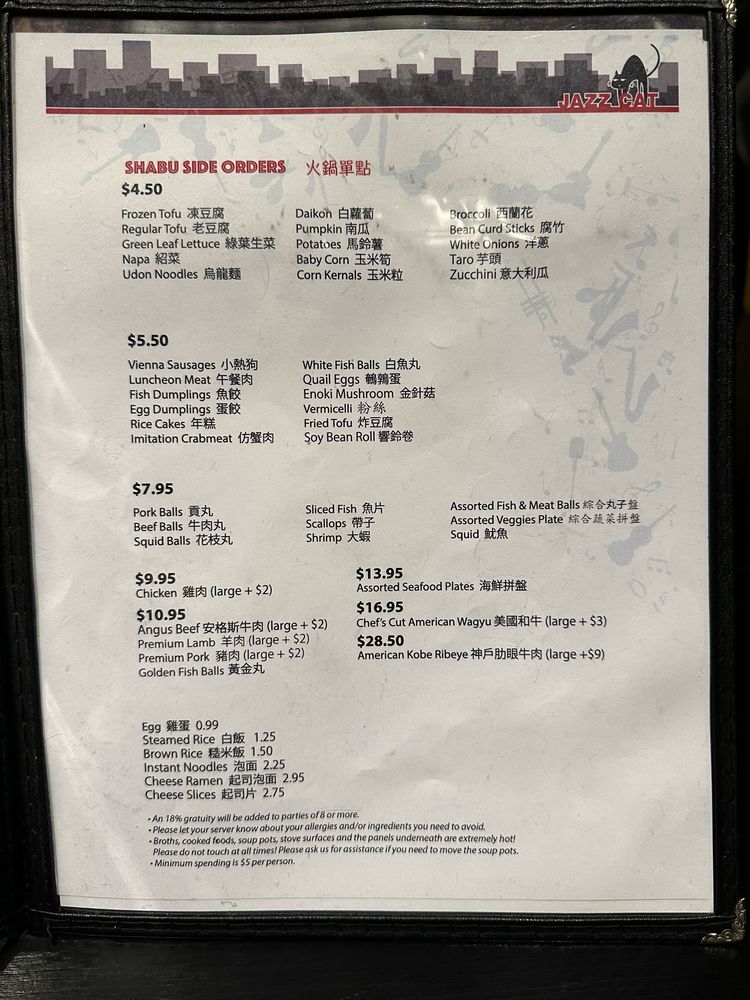 JAZZ CAT
SHABU SIDE ORDERS 火鍋單點
$4.50
Frozen Tofu 凍豆腐
Regular Tofu 老豆腐
Green Leaf Lettuce 綠葉生菜
Napa 紹菜
Udon Noodles 烏龍麵
Daikon 白蘿蔔
Pumpkin 南瓜
Potatoes 馬鈴薯
Baby Corn 玉米筍
Corn Kernals 玉米粒
Broccoli 西蘭花
Bean Curd Sticks 腐竹
White Onions 洋蔥
Taro 芋頭
Zucchini 意大利瓜
$5.50
Vienna Sausages 小熱狗
Luncheon Meat 午餐肉
Fish Dumplings 魚餃
Egg Dumplings 蛋餃
Rice Cakes 年糕
Imitation Crabmeat 仿蟹肉
White Fish Balls 白魚丸
Quail Eggs 鵪鶉蛋
Enoki Mushroom 金針菇
Vermicelli 粉絲
Fried Tofu 炸豆腐
Soy Bean Roll 響鈴卷
$7.95
Pork Balls 貢丸
Beef Balls 牛肉丸
Squid Balls 花枝丸
Sliced Fish 魚片
Scallops 帶子
Shrimp 大蝦
Assorted Fish & Meat Balls 綜合丸子盤
Assorted Veggies Plate 綜合蔬菜拼盤
Squid 魷魚
$9.95
Chicken 雞肉 (large + $2)
$10.95
Angus Beef 安格斯牛肉 (large + $2)
Premium Lamb 羊肉 (large + $2)
Premium Pork 豬肉 (large + $2)
Golden Fish Balls 黃金丸
$13.95
Assorted Seafood Plates 海鮮拼盤
$16.95
Chef's Cut American Wagyu 美國和牛 (large + $3)
$28.50
American Kobe Ribeye 神戶肋眼牛肉 (large +$9)
Egg 雞蛋 0.99
Steamed Rice 白飯 1.25
Brown Rice 糙米飯 1.50
Instant Noodles 泡面 2.25
Cheese Ramen 起司泡面 2.95
Cheese Slices 起司片 2.75
• An 18% gratuity will be added to parties of 8 or more.
• Please let your server know about your allergies and/or ingredients you need to avoid.
• Broths, cooked foods, soup pots, stove surfaces and the panels underneath are extremely hot!
Please do not touch at all times! Please ask us for assistance if you need to move the soup pots.
• Minimum spending is $5 per person.